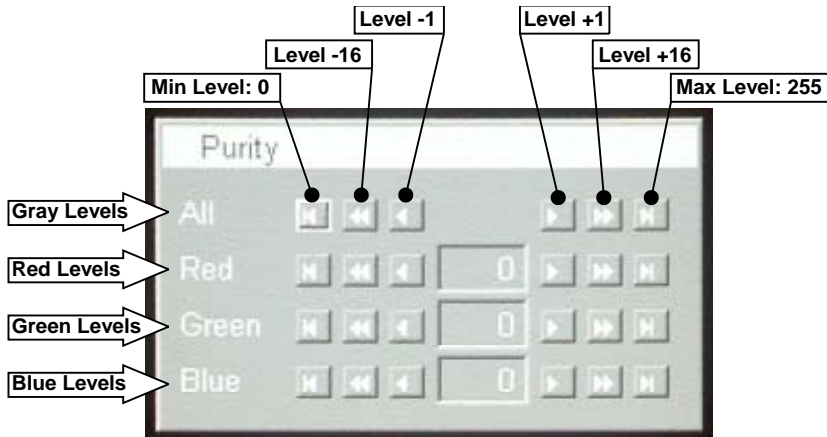 Level -1
Level +1
Level -16
Level +16
Min Level: 0
Max Level: 255
Purity
Gray Levels
All
Red Levels
Red
0
Green Levels
Green
0
Blue Levels
Blue
0